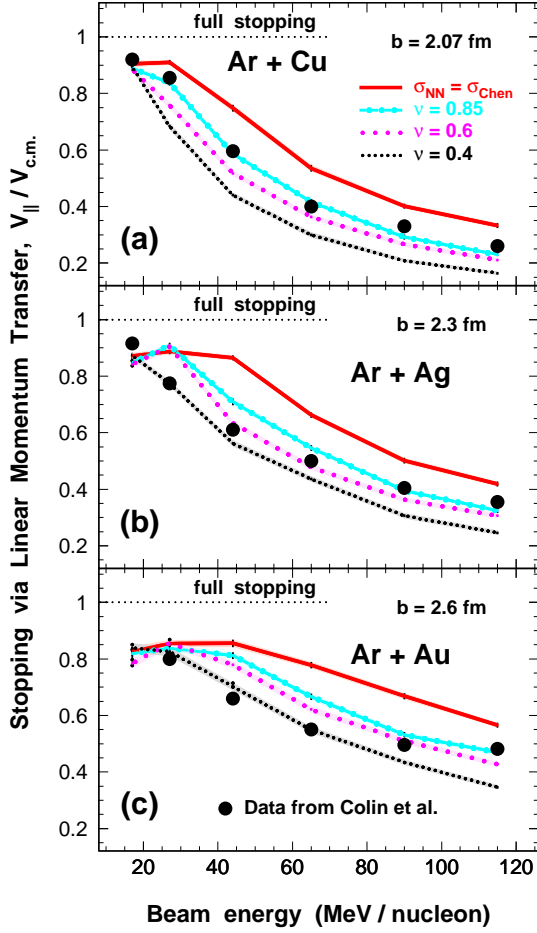 full stopping
b = 2.07 fm
Ar + Cu
σNN = σChen
ν = 0.85
ν = 0.6
ν = 0.4
1
0.8
0.6
0.4
0.2
(a)
full stopping
b = 2.3 fm
Ar + Ag
1
0.8
0.6
0.4
0.2
(b)
full stopping
b = 2.6 fm
Ar + Au
1
0.8
0.6
0.4
0.2
(c)
Data from Colin et al.
20 40 60 80 100 120
Beam energy (MeV / nucleon)
Stopping via Linear Momentum Transfer, V|| / Vc.m.